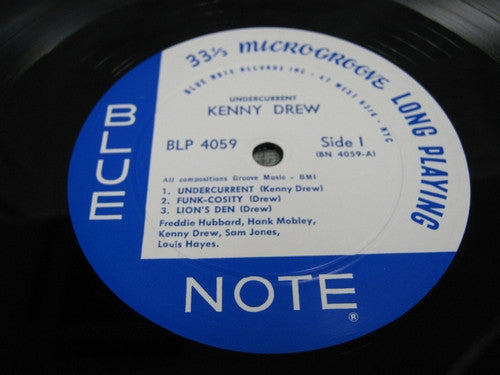 33⅓ MICROGROOVE LONG PLAYING
BLUE NOTE RECORDS INC • 47 WEST 63rd • NYC
UNDERCURRENT
KENNY DREW
BLP 4059 Side 1
(BN 4059-A)
All compositions Groove Music - BMI
1. UNDERCURRENT (Kenny Drew)
2. FUNK-COSITY (Drew)
3. LION'S DEN (Drew)
Freddie Hubbard, Hank Mobley,
Kenny Drew, Sam Jones,
Louis Hayes.
BLUE
NOTE
®